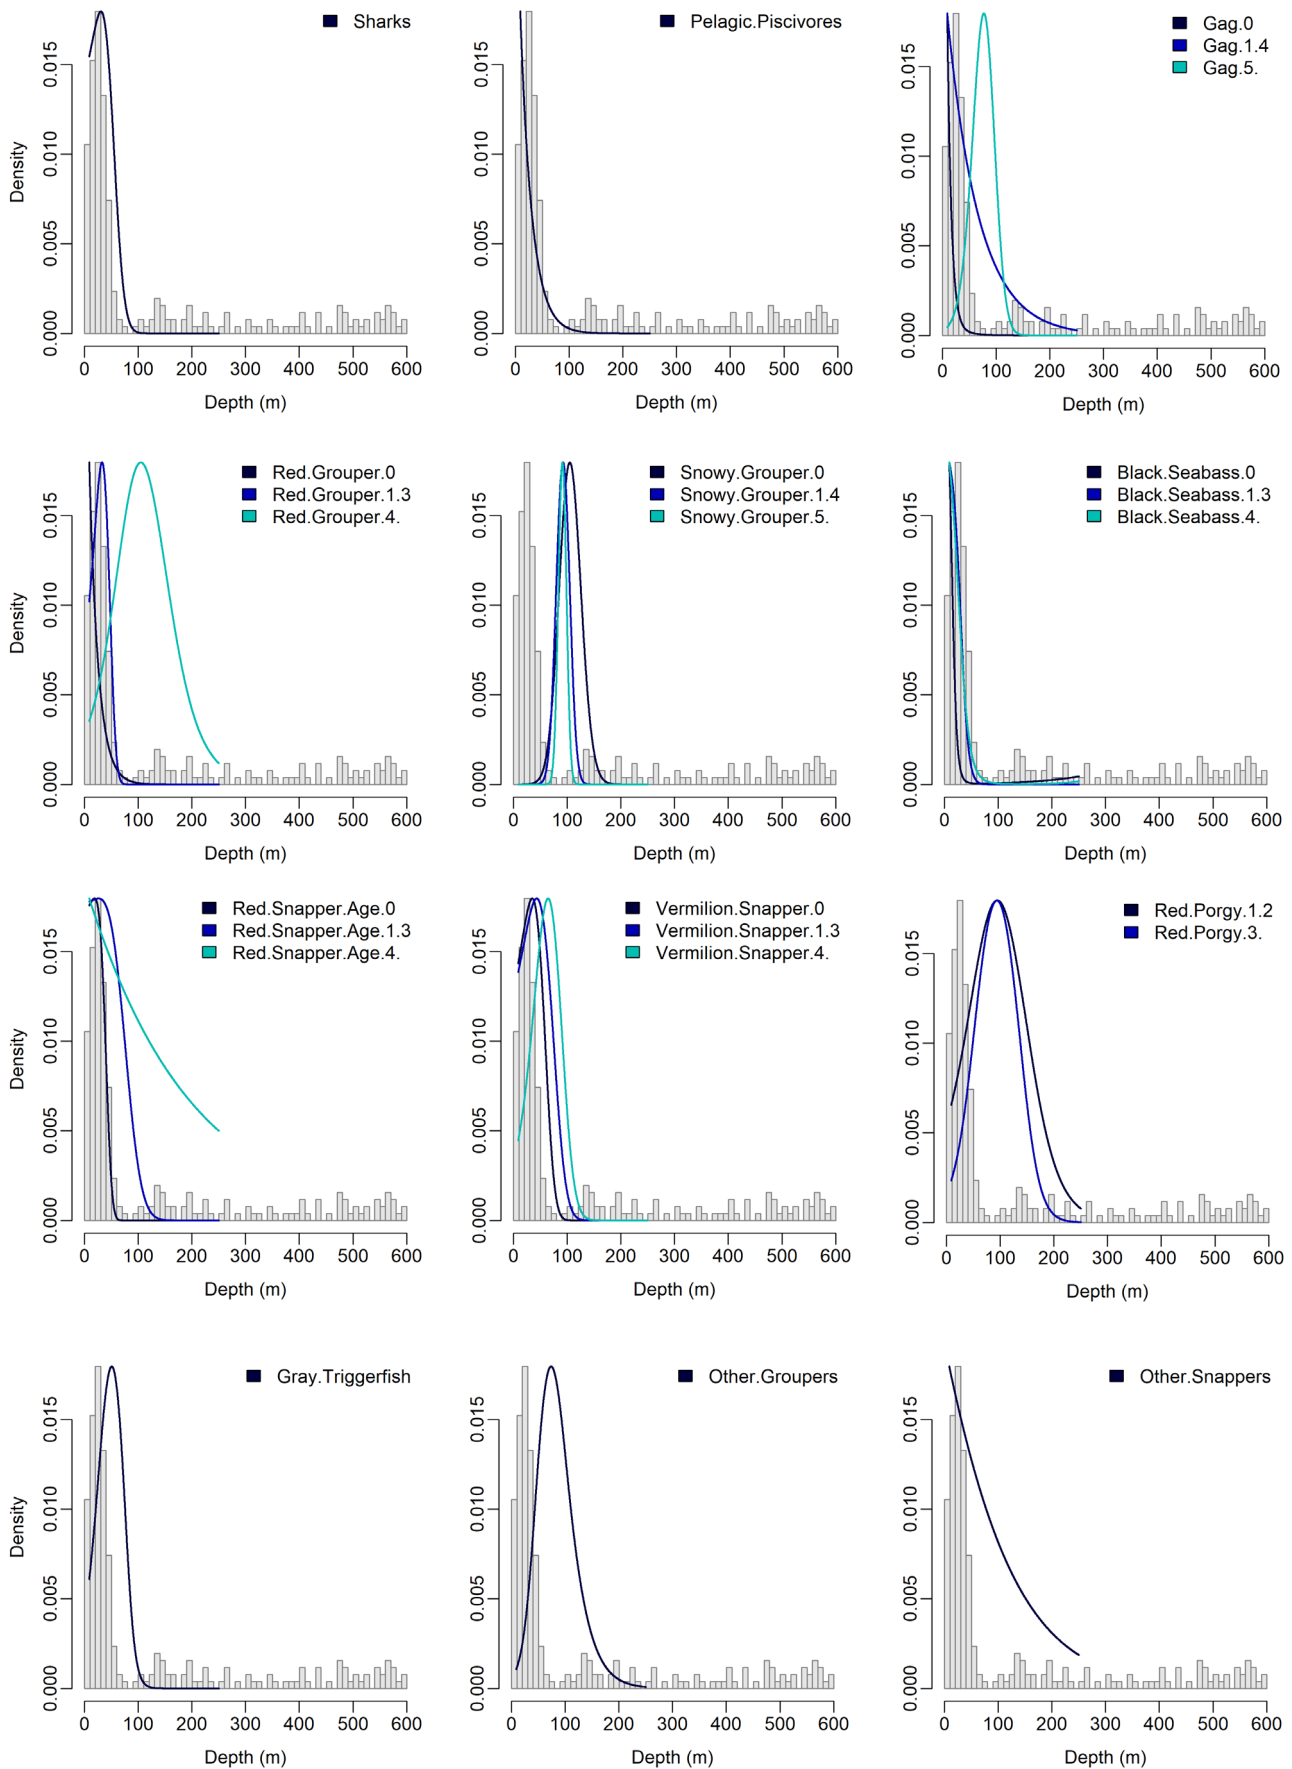 Sharks
Density
0.000 0.005 0.010 0.015
0 100 200 300 400 500 600
Depth (m)
Pelagic.Piscivores
0.000 0.005 0.010 0.015
0 100 200 300 400 500 600
Depth (m)
Gag.0
Gag.1.4
Gag.5.
0.000 0.005 0.010 0.015
0 100 200 300 400 500 600
Depth (m)
Red.Grouper.0
Red.Grouper.1.3
Red.Grouper.4.
Density
0.000 0.005 0.010 0.015
0 100 200 300 400 500 600
Depth (m)
Snowy.Grouper.0
Snowy.Grouper.1.4
Snowy.Grouper.5.
0.000 0.005 0.010 0.015
0 100 200 300 400 500 600
Depth (m)
Black.Seabass.0
Black.Seabass.1.3
Black.Seabass.4.
0.000 0.005 0.010 0.015
0 100 200 300 400 500 600
Depth (m)
Red.Snapper.Age.0
Red.Snapper.Age.1.3
Red.Snapper.Age.4.
Density
0.000 0.005 0.010 0.015
0 100 200 300 400 500 600
Depth (m)
Vermilion.Snapper.0
Vermilion.Snapper.1.3
Vermilion.Snapper.4.
0.000 0.005 0.010 0.015
0 100 200 300 400 500 600
Depth (m)
Red.Porgy.1.2
Red.Porgy.3.
0.000 0.005 0.010 0.015
0 100 200 300 400 500 600
Depth (m)
Gray.Triggerfish
Density
0.000 0.005 0.010 0.015
0 100 200 300 400 500 600
Depth (m)
Other.Groupers
0.000 0.005 0.010 0.015
0 100 200 300 400 500 600
Depth (m)
Other.Snappers
0.000 0.005 0.010 0.015
0 100 200 300 400 500 600
Depth (m)